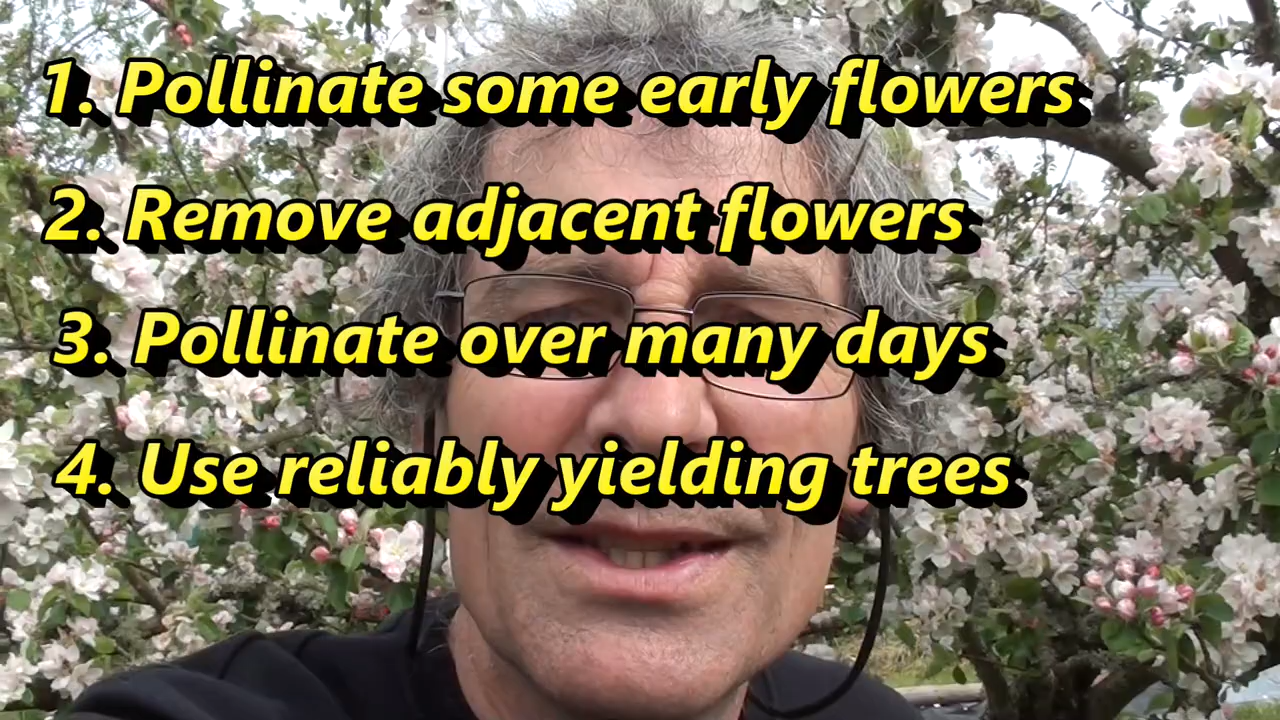 1. Pollinate some early flowers
2. Remove adjacent flowers
3. Pollinate over many days
4. Use reliably yielding trees